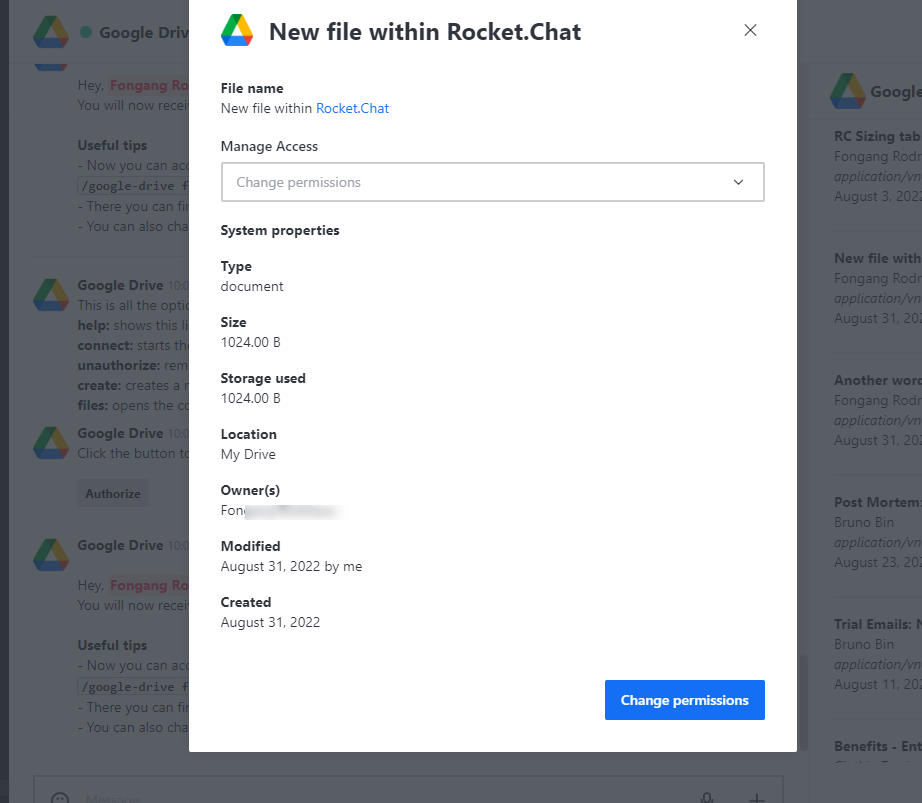 Google Driv
Hey, Fongang Ro
You will now recei
Useful tips
- Now you can acc
/google-drive f
- There you can fin
- You can also cha
Google Drive 10:0
This is all the optio
help: shows this li
connect: starts the
unauthorize: rem
create: creates a n
files: opens the co
Google Drive 10:0
Click the button to
Authorize
Google Drive 10:0
Hey, Fongang Ro
You will now recei
Useful tips
- Now you can acc
/google-drive f
- There you can fin
- You can also cha
Message
New file within Rocket.Chat
File name
New file within Rocket.Chat
Manage Access
Change permissions
System properties
Type
document
Size
1024.00 B
Storage used
1024.00 B
Location
My Drive
Owner(s)
Fon
Modified
August 31, 2022 by me
Created
August 31, 2022
Change permissions
Google
RC Sizing tab
Fongang Rodr
application/vn
August 3, 2022
New file with
Fongang Rodr
application/vn
August 31, 202
Another word
Fongang Rodr
application/vn
August 31, 202
Post Mortem:
Bruno Bin
application/vn
August 23, 202
Trial Emails: N
Bruno Bin
application/vn
August 11, 202
Benefits - Ent